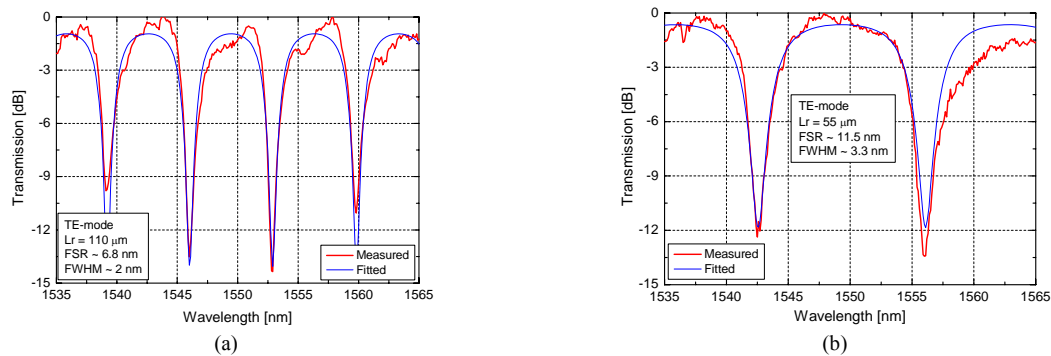 0
-3
-6
-9
-12
-15
Transmission [dB]
TE-mode
Lr = 110 μm
FSR ~ 6.8 nm
FWHM ~ 2 nm
Measured
Fitted
1535 1540 1545 1550 1555 1560 1565
Wavelength [nm]
(a)
0
-3
-6
-9
-12
-15
Transmission [dB]
TE-mode
Lr = 55 μm
FSR ~ 11.5 nm
FWHM ~ 3.3 nm
Measured
Fitted
1535 1540 1545 1550 1555 1560 1565
Wavelength [nm]
(b)